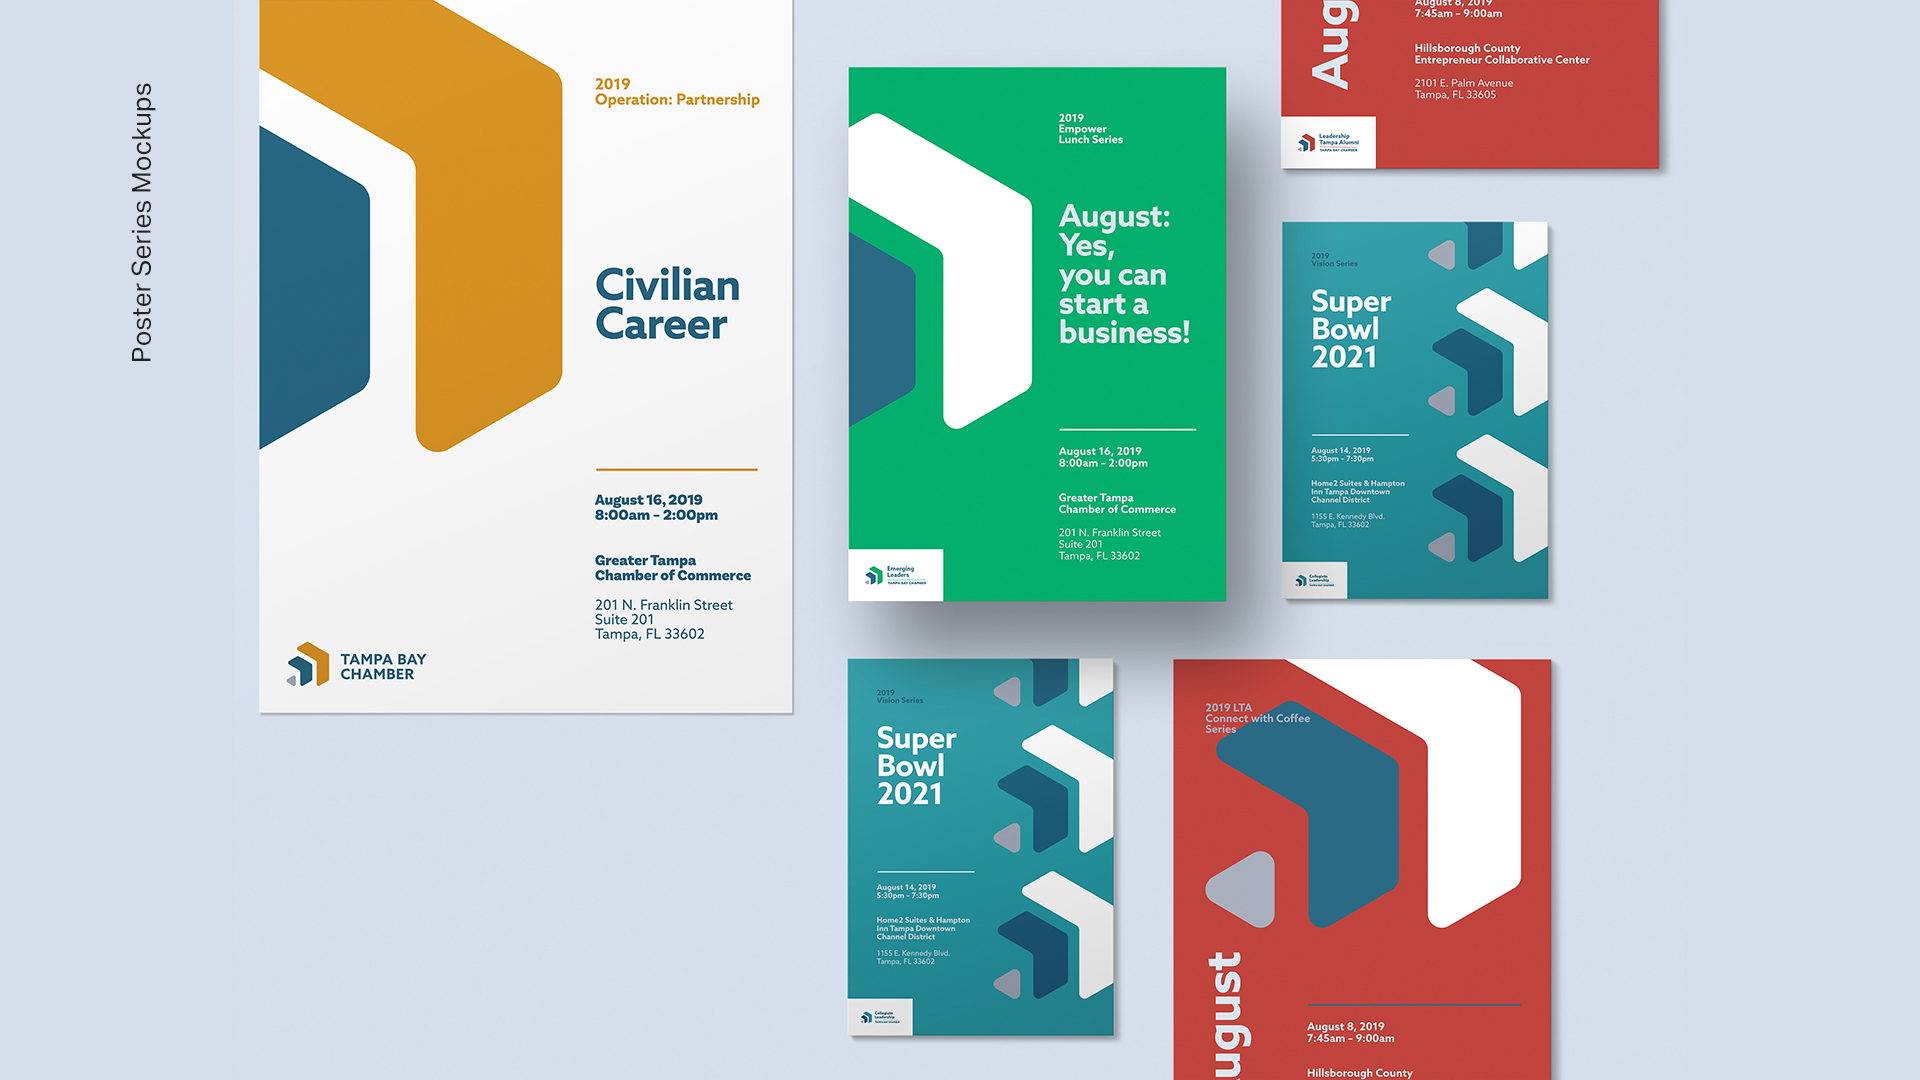 Poster Series Mockups
2019
Operation: Partnership
Civilian
Career
August 16, 2019
8:00am – 2:00pm
Greater Tampa
Chamber of Commerce
201 N. Franklin Street
Suite 201
Tampa, FL 33602
TAMPA BAY
CHAMBER
2019
Empower
Lunch Series
August:
Yes,
you can
start a
business!
August 16, 2019
8:00am – 2:00pm
Greater Tampa
Chamber of Commerce
201 N. Franklin Street
Suite 201
Tampa, FL 33602
Emerging
Leaders
TAMPA BAY CHAMBER
Aug
August 8, 2019
7:45am – 9:00am
Hillsborough County
Entrepreneur Collaborative Center
2101 E. Palm Avenue
Tampa, FL 33605
Leadership
Tampa Alumni
TAMPA BAY CHAMBER
2019
Vision Series
Super
Bowl
2021
August 14, 2019
5:30pm – 7:30pm
Home2 Suites & Hampton
Inn Tampa Downtown
Channel District
1155 E. Kennedy Blvd.
Tampa, FL 33602
Collegiate
Leadership
TAMPA BAY CHAMBER
2019
Vision Series
Super
Bowl
2021
August 14, 2019
5:30pm – 7:30pm
Home2 Suites & Hampton
Inn Tampa Downtown
Channel District
1155 E. Kennedy Blvd.
Tampa, FL 33602
Collegiate
Leadership
TAMPA BAY CHAMBER
2019 LTA
Connect with Coffee
Series
ugust
August 8, 2019
7:45am – 9:00am
Hillsborough County